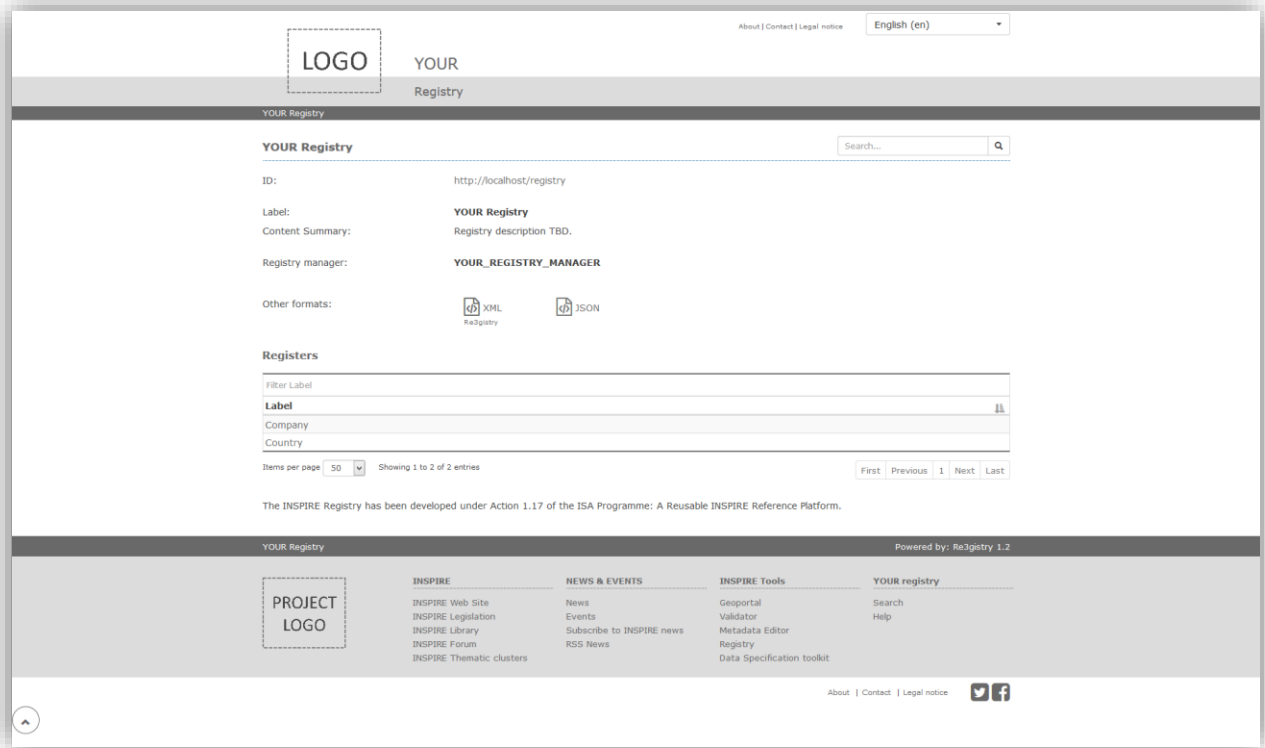 About | Contact | Legal notice
English (en)
LOGO
YOUR
Registry
YOUR Registry
YOUR Registry
Search...
ID: http://localhost/registry
Label: YOUR Registry
Content Summary: Registry description TBD.
Registry manager: YOUR_REGISTRY_MANAGER
Other formats: XML JSON
Re3gistry
Registers
Filter Label
Label
Company
Country
Items per page 50 Showing 1 to 2 of 2 entries First Previous 1 Next Last
The INSPIRE Registry has been developed under Action 1.17 of the ISA Programme: A Reusable INSPIRE Reference Platform.
YOUR Registry Powered by: Re3gistry 1.2
PROJECT
LOGO
INSPIRE
INSPIRE Web Site
INSPIRE Legislation
INSPIRE Library
INSPIRE Forum
INSPIRE Thematic clusters
NEWS & EVENTS
News
Events
Subscribe to INSPIRE news
RSS News
INSPIRE Tools
Geoportal
Validator
Metadata Editor
Registry
Data Specification toolkit
YOUR registry
Search
Help
About | Contact | Legal notice